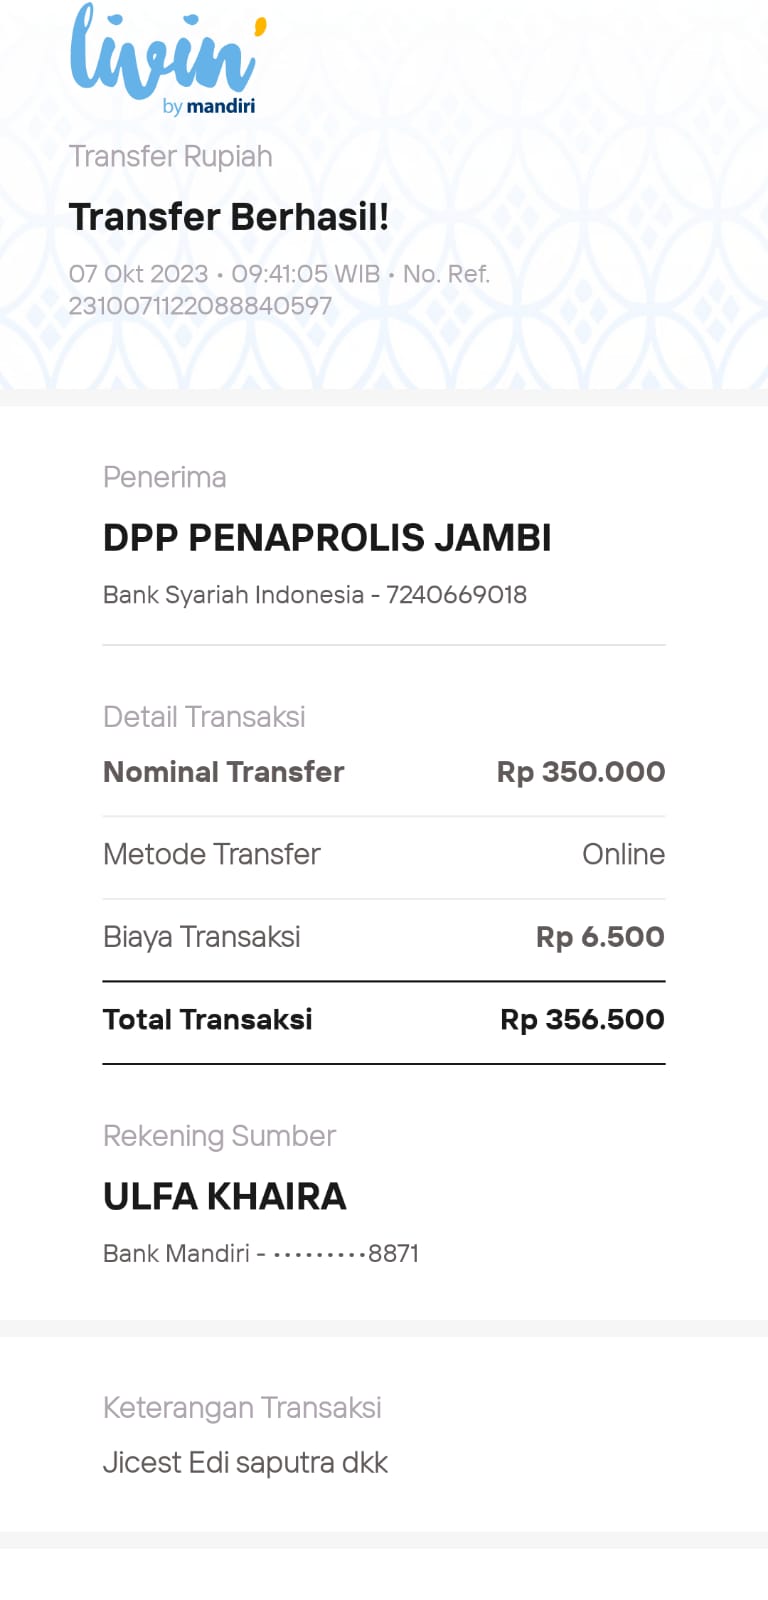 livin'
by mandiri
Transfer Rupiah
Transfer Berhasil!
07 Okt 2023 • 09:41:05 WIB • No. Ref.
2310071122088840597
Penerima
DPP PENAPROLIS JAMBI
Bank Syariah Indonesia - 7240669018
Detail Transaksi
Nominal Transfer Rp 350.000
Metode Transfer Online
Biaya Transaksi Rp 6.500
Total Transaksi Rp 356.500
Rekening Sumber
ULFA KHAIRA
Bank Mandiri - •••••••••8871
Keterangan Transaksi
Jicest Edi saputra dkk